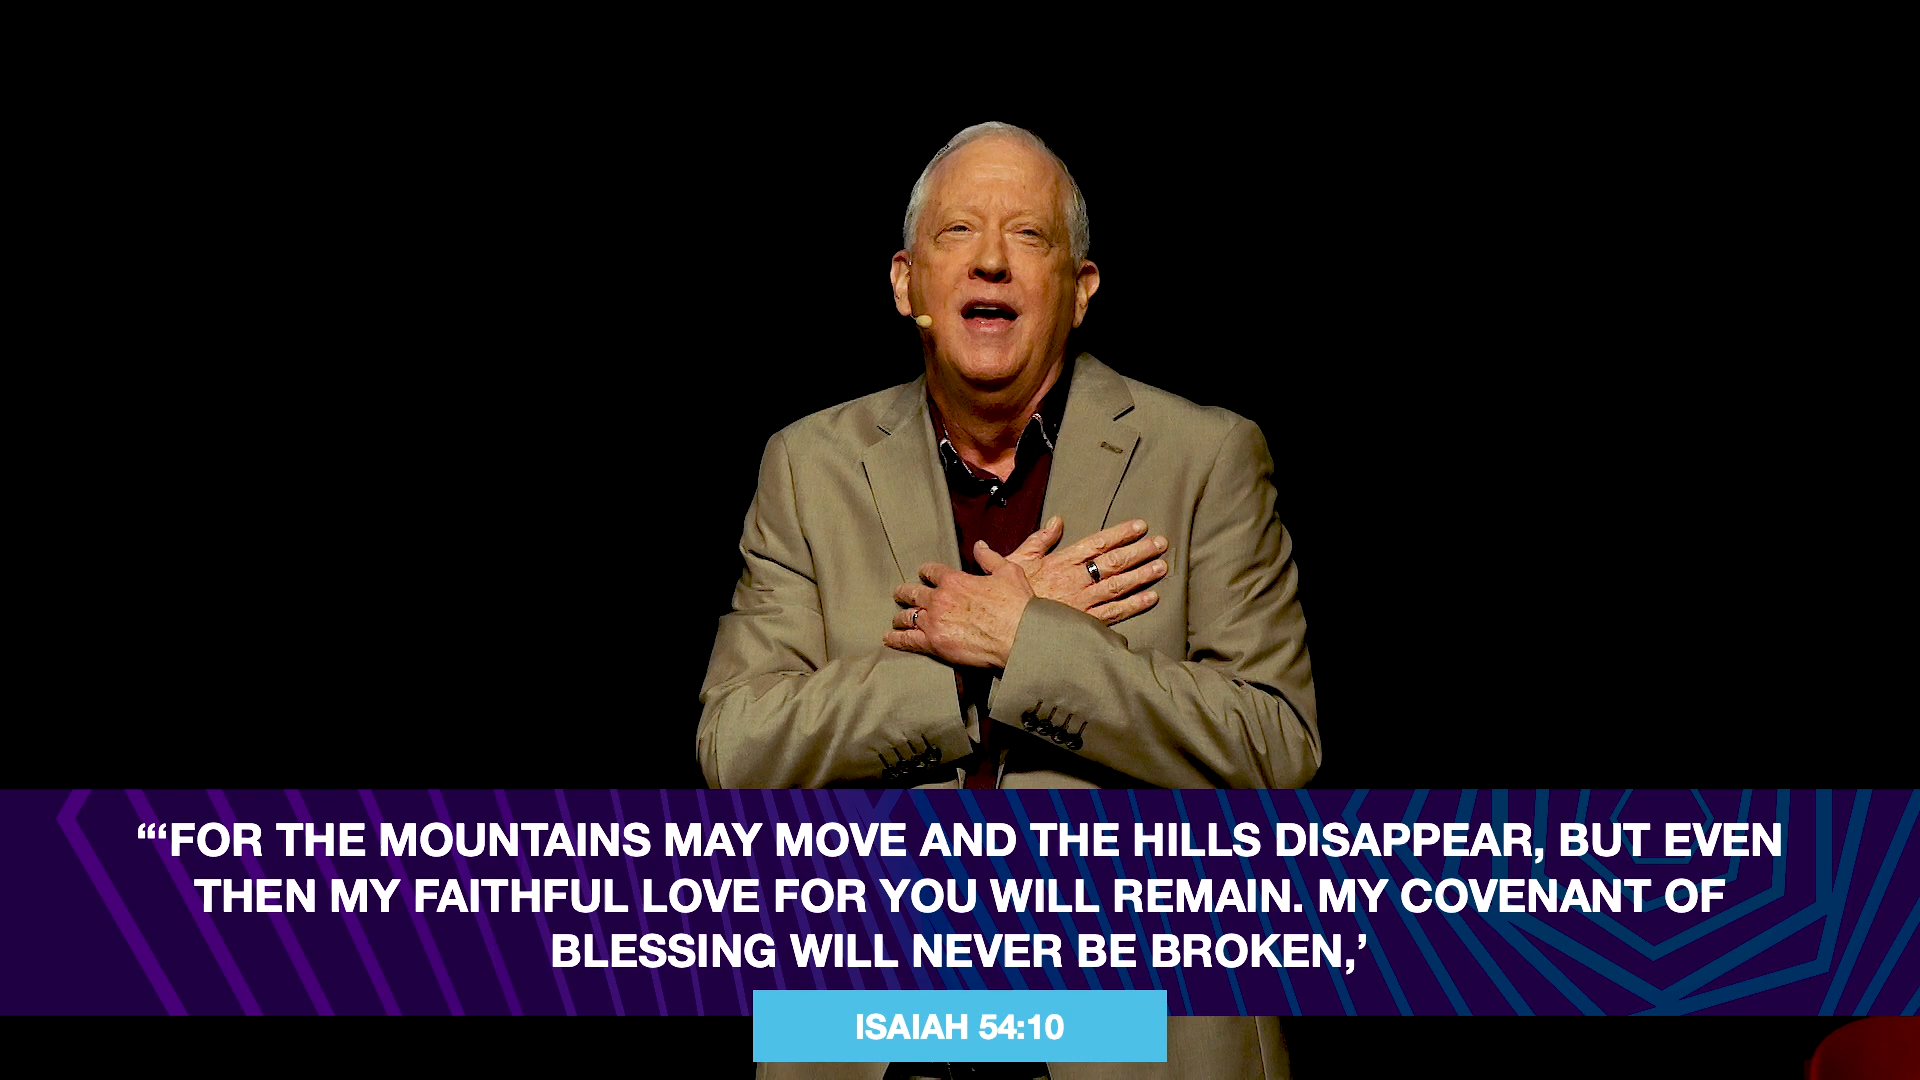 “‘FOR THE MOUNTAINS MAY MOVE AND THE HILLS DISAPPEAR, BUT EVEN
THEN MY FAITHFUL LOVE FOR YOU WILL REMAIN. MY COVENANT OF
BLESSING WILL NEVER BE BROKEN,’
ISAIAH 54:10